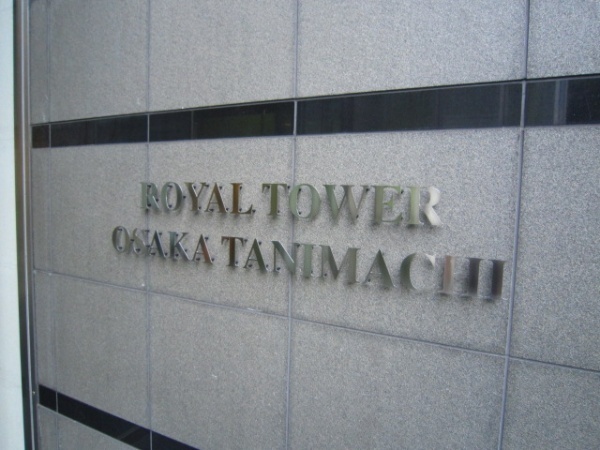 ROYAL TOWER
OSAKA TANIMACHI